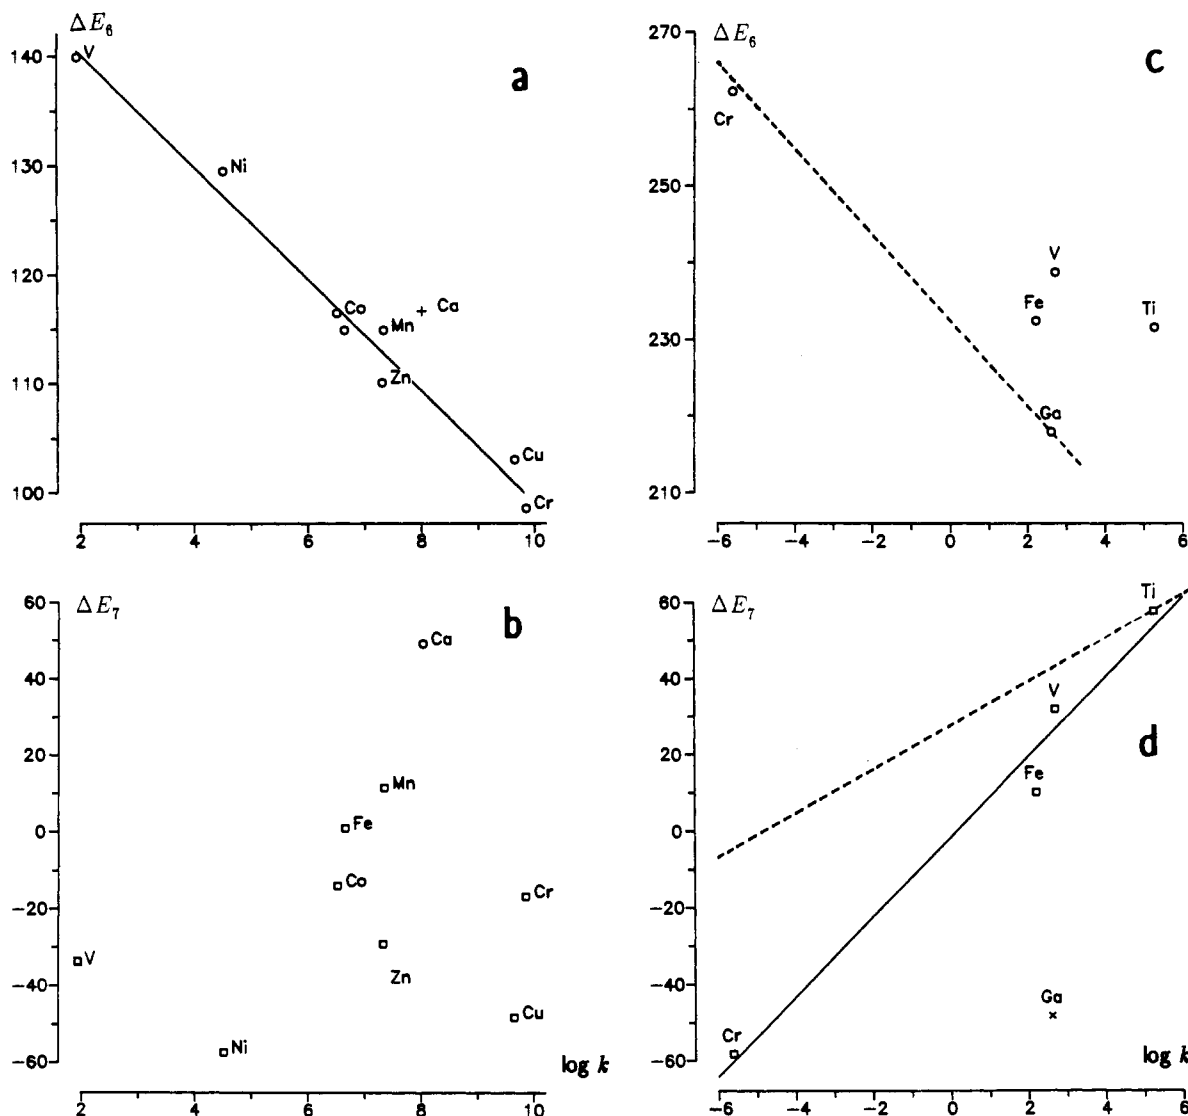 ΔE₆
a
140
130
120
110
100
V
Ni
Co
Mn
+ Ca
Zn
Cu
Cr
2
4
6
8
10
ΔE₆
c
270
250
230
210
Cr
V
Fe
Ti
Ga
−6
−4
−2
0
2
4
6
ΔE₇
b
60
40
20
0
−20
−40
−60
Ca
Mn
Fe
Co
Cr
V
Zn
Cu
Ni
log k
2
4
6
8
10
ΔE₇
d
60
40
20
0
−20
−40
−60
Ti
V
Fe
Ga
Cr
log k
−6
−4
−2
0
2
4
6